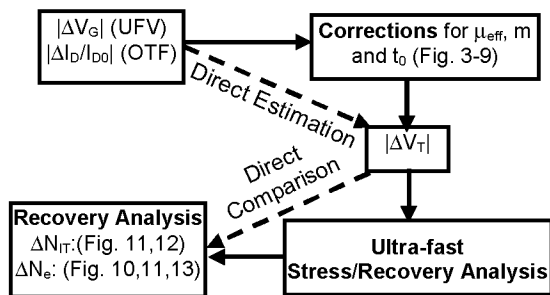 |ΔV_G| (UFV)
|ΔI_D/I_D0| (OTF)
Corrections for μ_eff, m
and t_0 (Fig. 3-9)
Direct Estimation
|ΔV_T|
Direct
Comparison
Recovery Analysis
ΔN_IT:(Fig. 11,12)
ΔN_e: (Fig. 10,11,13)
Ultra-fast
Stress/Recovery Analysis